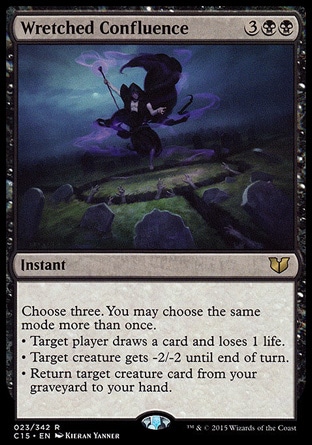 Wretched Confluence 3
Instant
Choose three. You may choose the same
mode more than once.
• Target player draws a card and loses 1 life.
• Target creature gets -2/-2 until end of turn.
• Return target creature card from your
graveyard to your hand.
023/342 R
C15 • EN KIERAN YANNER ™ & © 2015 Wizards of the Coast